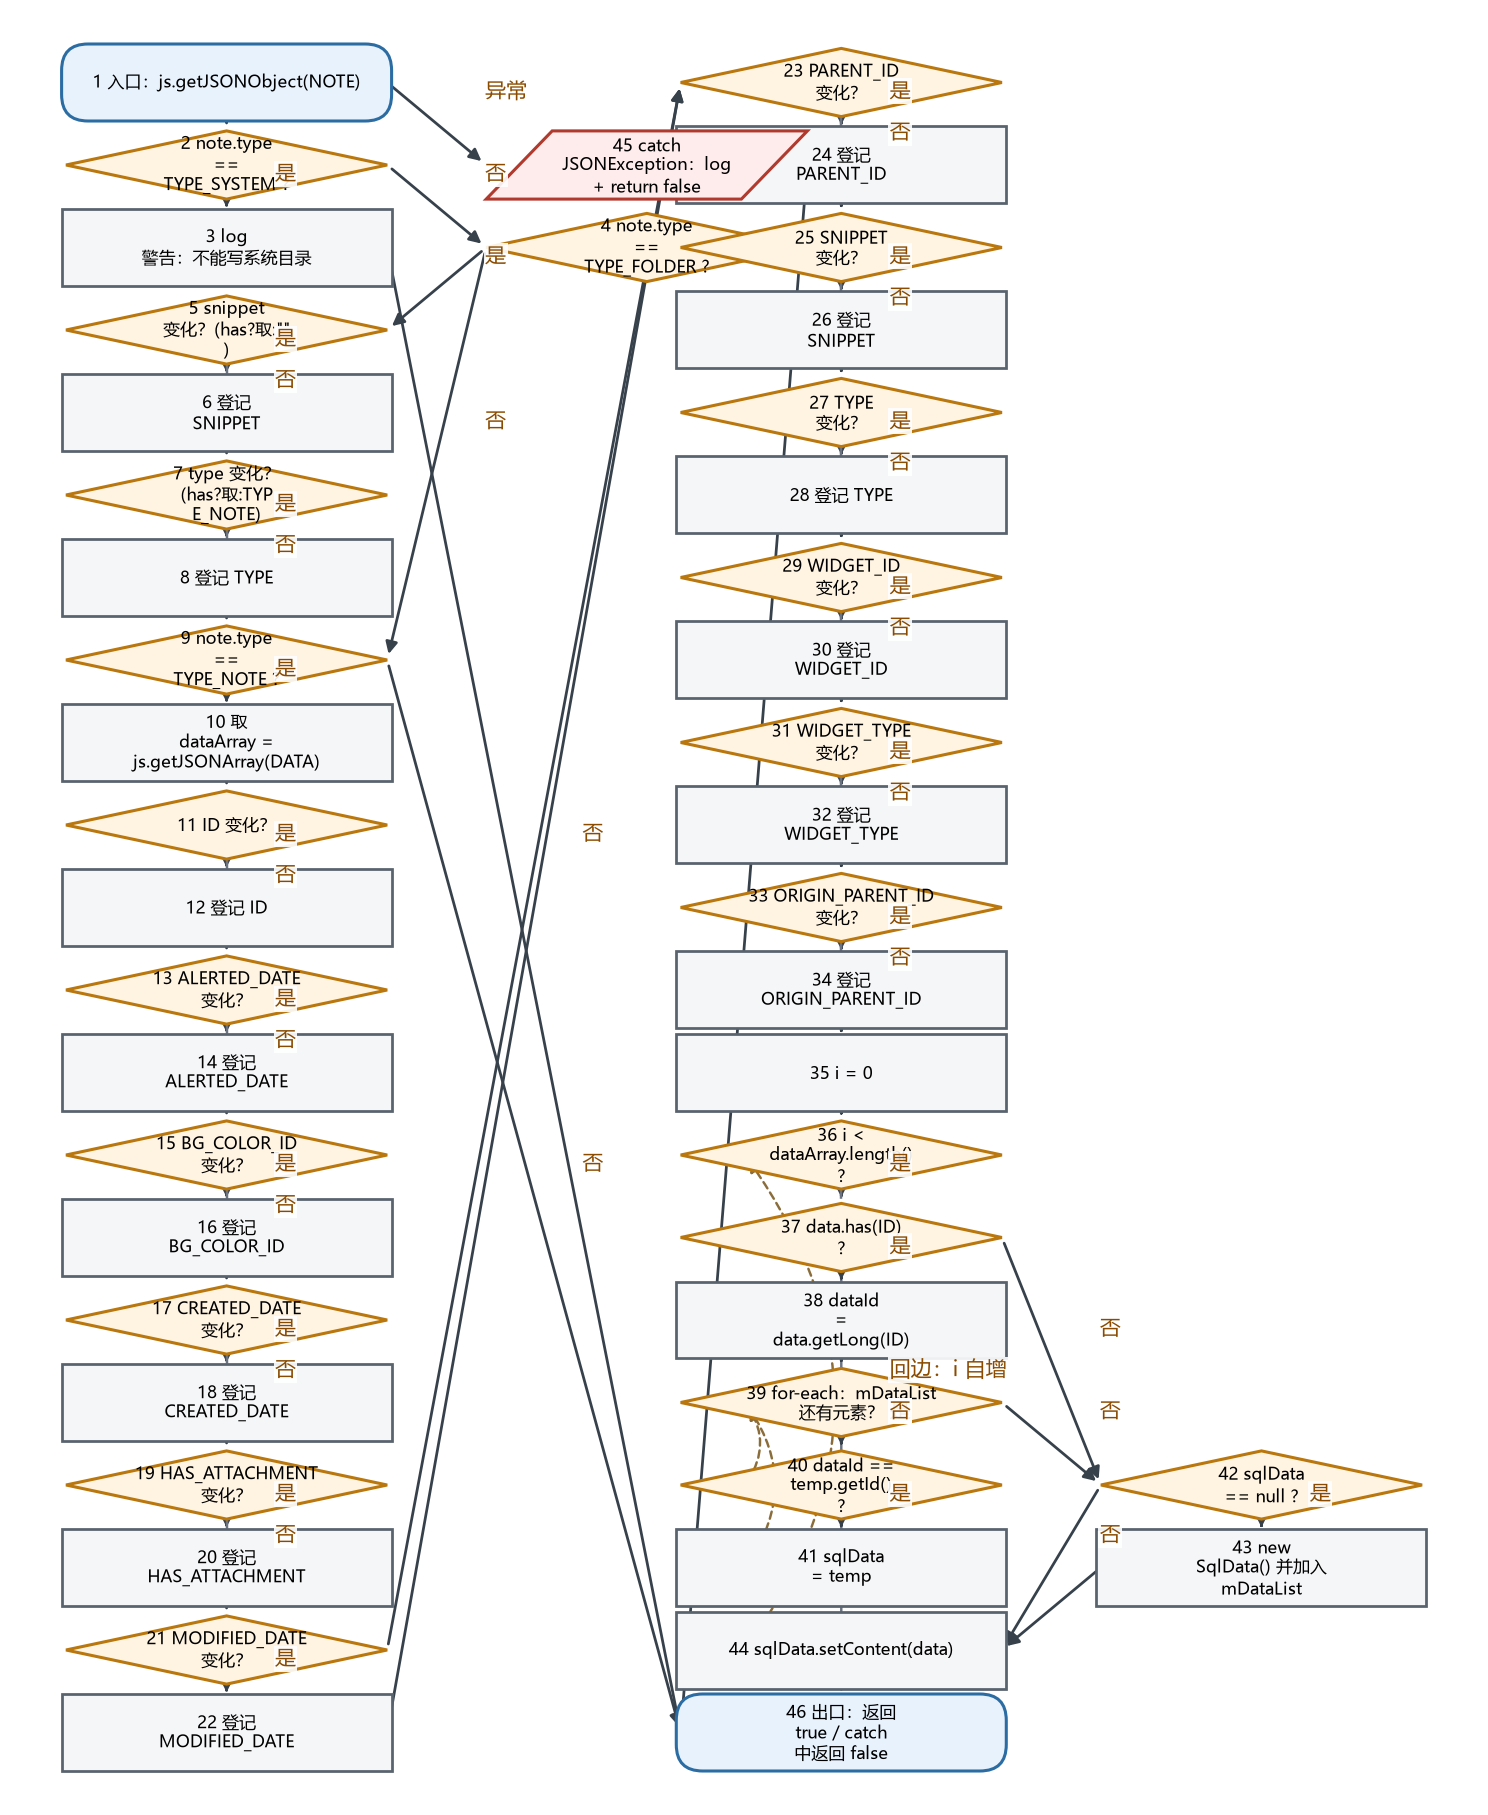 1 入口：js.getJSONObject(NOTE)
异常
2 note.type
==
TYPE_SYSTEM ?
是
否
3 log
警告：不能写系统目录
45 catch
JSONException：log
+ return false
4 note.type
==
TYPE_FOLDER ?
是
否
5 snippet
变化？(has?取:""
)
是
否
6 登记
SNIPPET
7 type 变化？
(has?取:TYP
E_NOTE)
是
否
8 登记 TYPE
9 note.type
==
TYPE_NOTE ?
是
否
10 取
dataArray =
js.getJSONArray(DATA)
11 ID 变化？
是
否
12 登记 ID
13 ALERTED_DATE
变化？
是
否
14 登记
ALERTED_DATE
15 BG_COLOR_ID
变化？
是
否
16 登记
BG_COLOR_ID
17 CREATED_DATE
变化？
是
否
18 登记
CREATED_DATE
19 HAS_ATTACHMENT
变化？
是
否
20 登记
HAS_ATTACHMENT
21 MODIFIED_DATE
变化？
是
否
22 登记
MODIFIED_DATE
23 PARENT_ID
变化？
是
否
24 登记
PARENT_ID
25 SNIPPET
变化？
是
否
26 登记
SNIPPET
27 TYPE
变化？
是
否
28 登记 TYPE
29 WIDGET_ID
变化？
是
否
30 登记
WIDGET_ID
31 WIDGET_TYPE
变化？
是
否
32 登记
WIDGET_TYPE
33 ORIGIN_PARENT_ID
变化？
是
否
34 登记
ORIGIN_PARENT_ID
35 i = 0
36 i <
dataArray.length()
?
是
37 data.has(ID)
?
是
否
38 dataId
=
data.getLong(ID)
回边：i 自增
39 for-each：mDataList
还有元素？
否
否
40 dataId ==
temp.getId()
?
是
41 sqlData
= temp
42 sqlData
== null ?
是
否
43 new
SqlData() 并加入
mDataList
44 sqlData.setContent(data)
46 出口：返回
true / catch
中返回 false